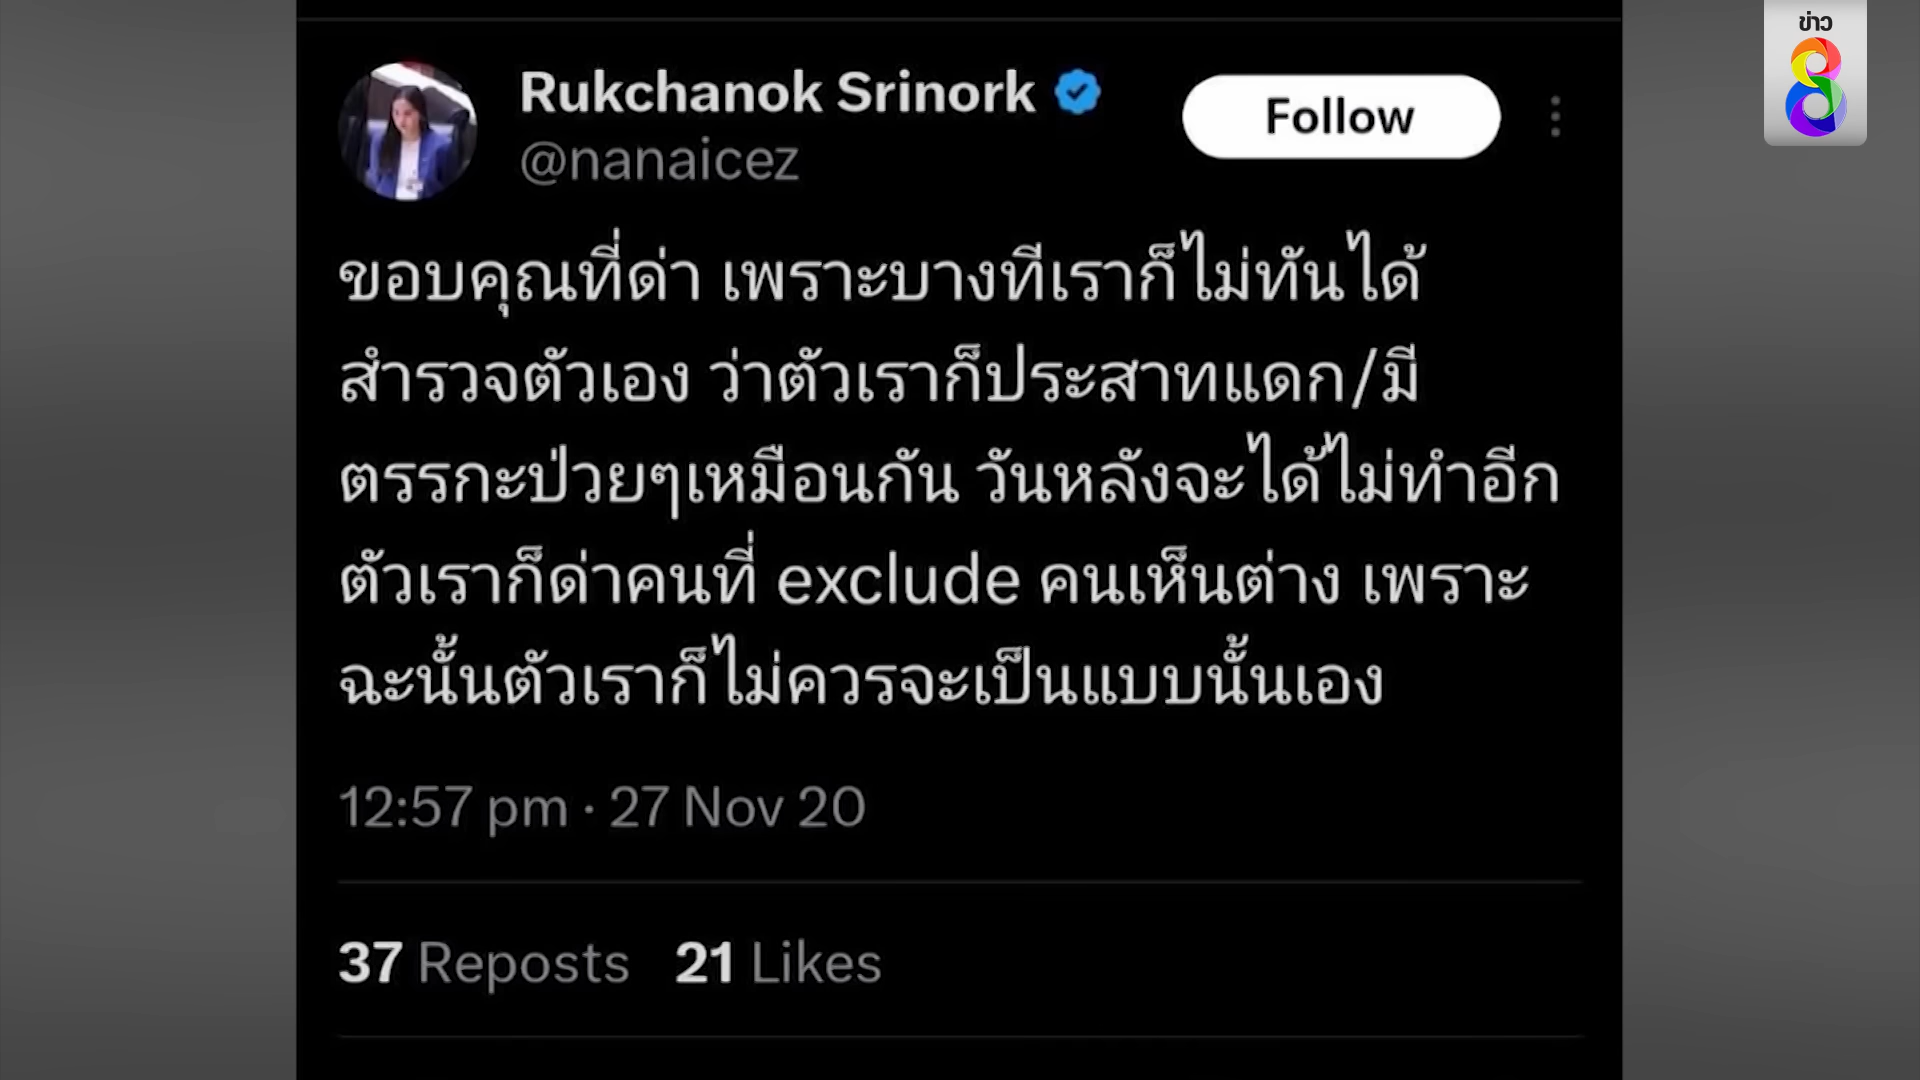 ข่าว
8
Rukchanok Srinork
Follow
@nanaicez
ขอบคุณที่ด่า เพราะบางทีเราก็ไม่ทันได้
สำรวจตัวเอง ว่าตัวเราก็ประสาทแดก/มี
ตรรกะป่วยๆเหมือนกัน วันหลังจะได้ไม่ทำอีก
ตัวเราก็ด่าคนที่ exclude คนเห็นต่าง เพราะ
ฉะนั้นตัวเราก็ไม่ควรจะเป็นแบบนั้นเอง
12:57 pm · 27 Nov 20
37 Reposts 21 Likes